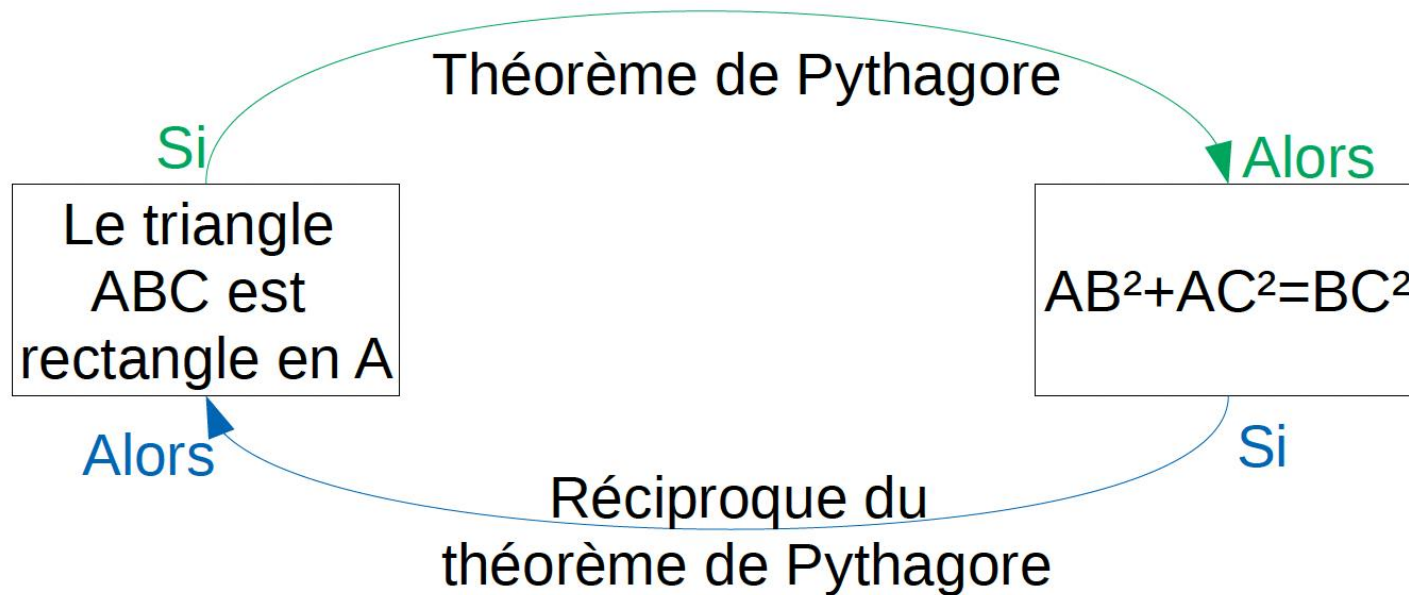 Théorème de Pythagore
Si
Alors
Le triangle
ABC est
rectangle en A
AB²+AC²=BC²
Alors
Si
Réciproque du
théorème de Pythagore